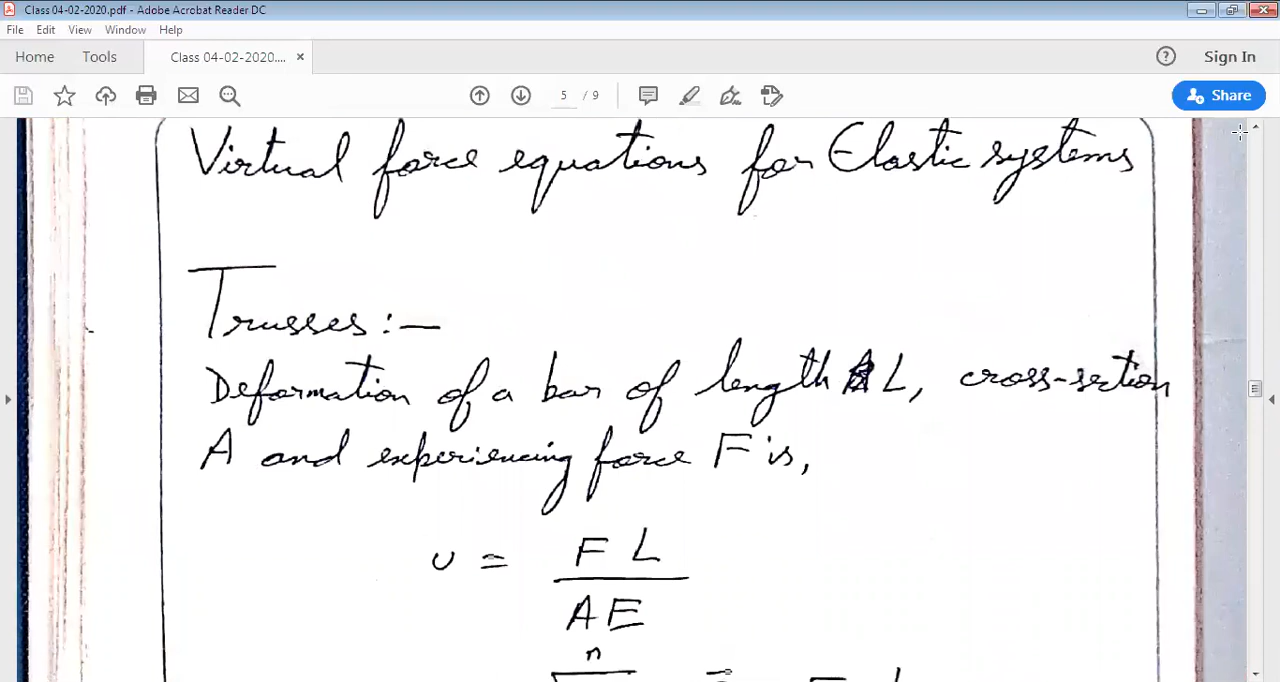 Class 04-02-2020.pdf - Adobe Acrobat Reader DC
File Edit View Window Help
Home Tools Class 04-02-2020.... × ? Sign In
5 / 9 Share
Virtual force equations for Elastic systems
Trusses :—
Deformation of a bar of length L, cross-section
A and experiencing force F is,
u = F L
A E
n